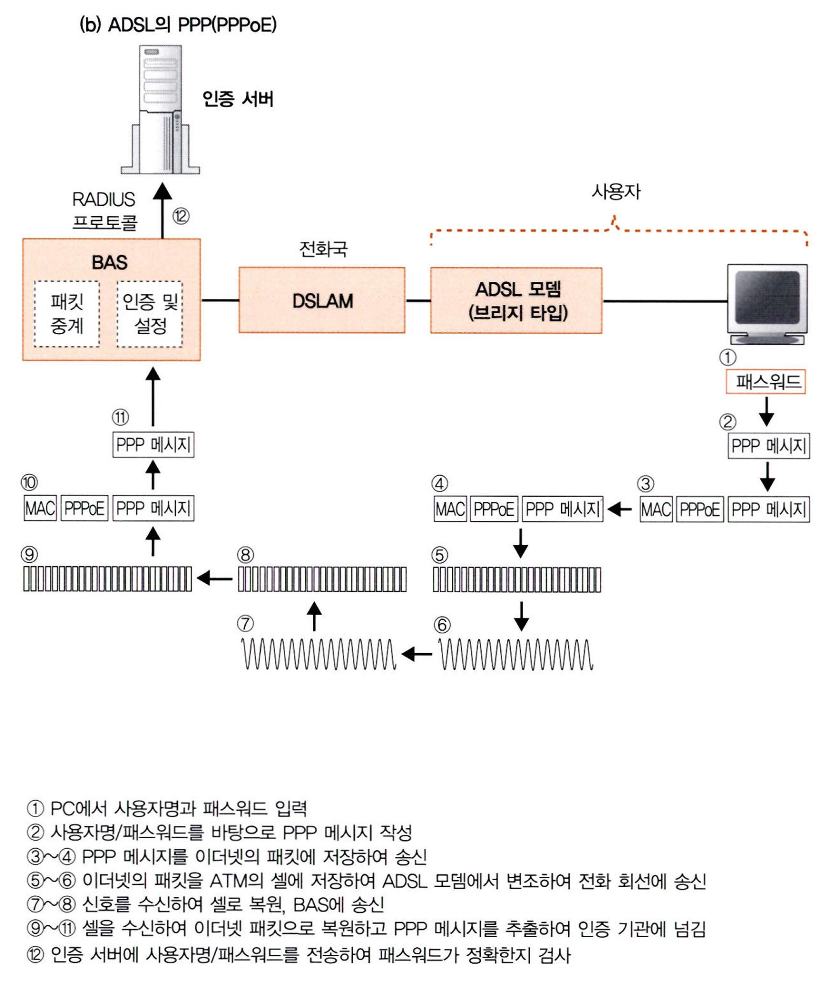 (b) ADSL의 PPP(PPPoE)
인증 서버
RADIUS
프로토콜
⑫
사용자
BAS
패킷
중계
인증 및
설정
전화국
DSLAM
ADSL 모뎀
(브리지 타입)
①
패스워드
②
PPP 메시지
③
MAC PPPoE PPP 메시지
④
MAC PPPoE PPP 메시지
⑤
⑥
⑦
⑧
⑨
⑩
MAC PPPoE PPP 메시지
⑪
PPP 메시지
① PC에서 사용자명과 패스워드 입력
② 사용자명/패스워드를 바탕으로 PPP 메시지 작성
③~④ PPP 메시지를 이더넷의 패킷에 저장하여 송신
⑤~⑥ 이더넷의 패킷을 ATM의 셀에 저장하여 ADSL 모뎀에서 변조하여 전화 회선에 송신
⑦~⑧ 신호를 수신하여 셀로 복원, BAS에 송신
⑨~⑪ 셀을 수신하여 이더넷 패킷으로 복원하고 PPP 메시지를 추출하여 인증 기관에 넘김
⑫ 인증 서버에 사용자명/패스워드를 전송하여 패스워드가 정확한지 검사